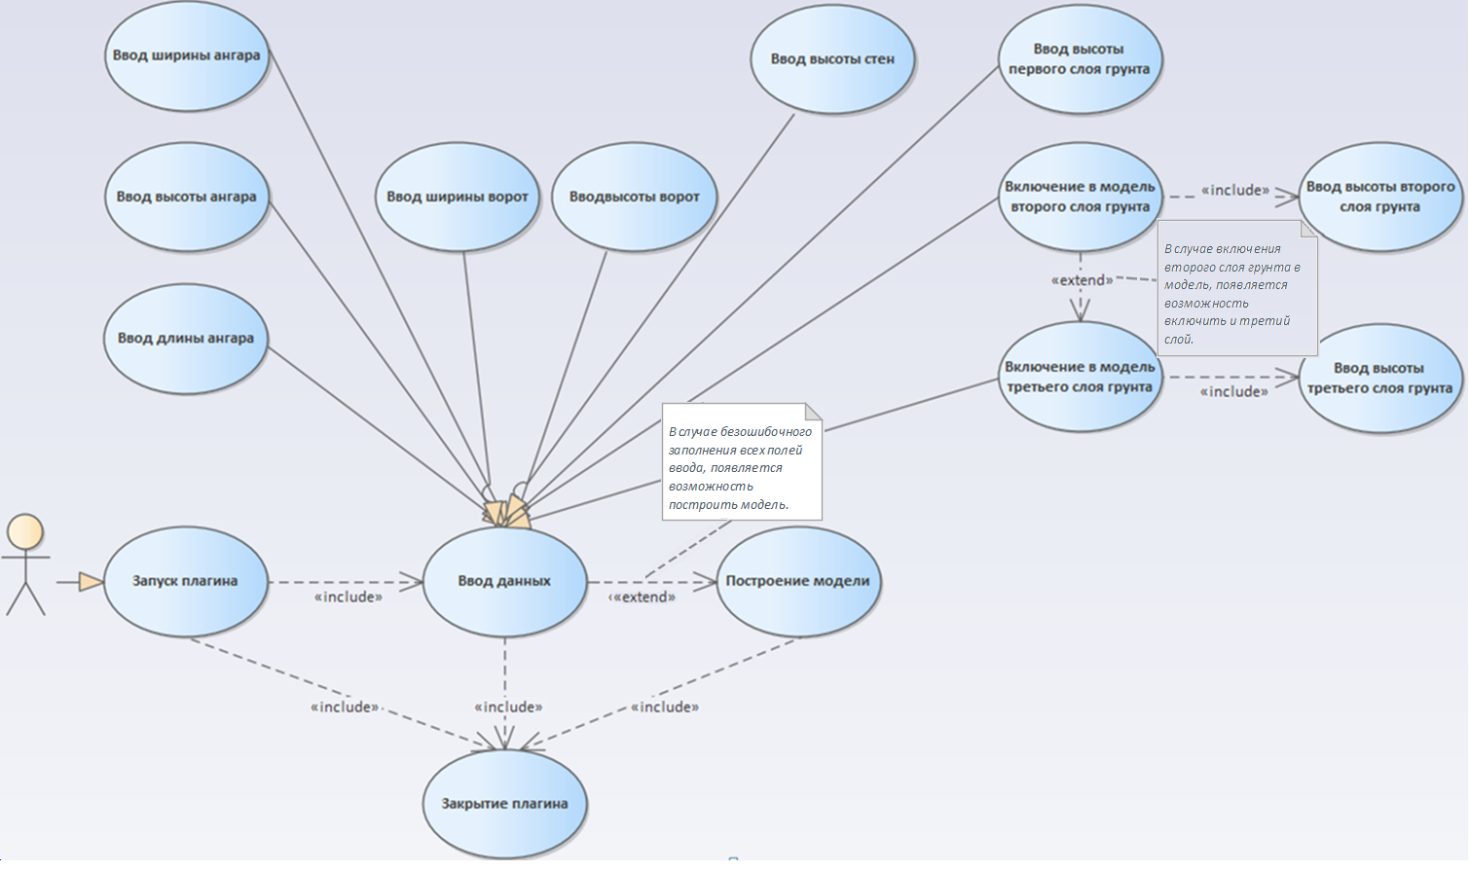 Ввод ширины ангара
Ввод высоты стен
Ввод высоты
первого слоя грунта
Ввод высоты ангара
Ввод ширины ворот
Вводвысоты ворот
Включение в модель
второго слоя грунта
«include»
Ввод высоты второго
слоя грунта
В случае включения
второго слоя грунта в
модель, появляется
возможность
включить и третий
слой.
«extend»
Ввод длины ангара
Включение в модель
третьего слоя грунта
«include»
Ввод высоты
третьего слоя грунта
В случае безошибочного
заполнения всех полей
ввода, появляется
возможность
построить модель.
Запуск плагина
«include»
Ввод данных
«extend»
Построение модели
«include»
«include»
«include»
Закрытие плагина